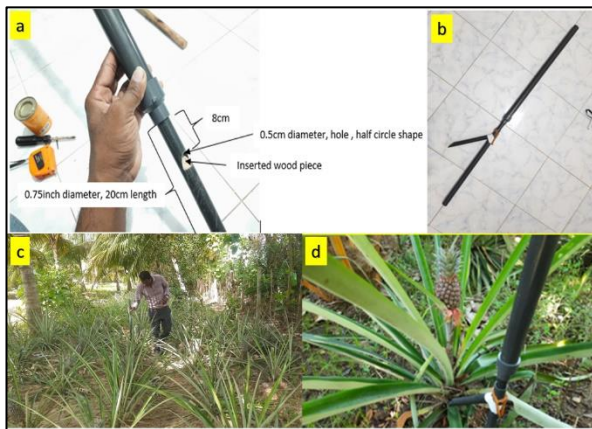 a
b
8cm
0.5cm diameter, hole , half circle shape
Inserted wood piece
0.75inch diameter, 20cm length
c
d